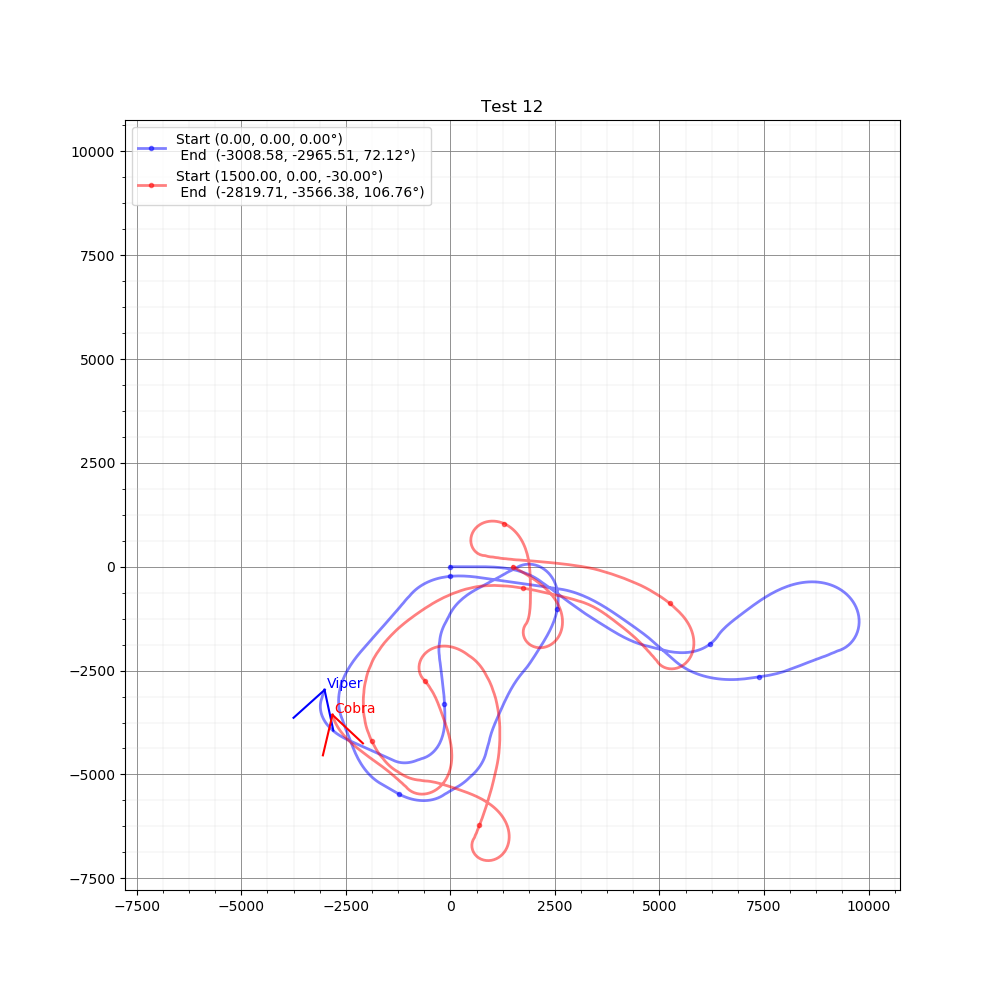 Test 12
Start (0.00, 0.00, 0.00°)
End  (-3008.58, -2965.51, 72.12°)
Start (1500.00, 0.00, -30.00°)
End  (-2819.71, -3566.38, 106.76°)
10000
7500
5000
2500
0
−2500
−5000
−7500
Viper
Cobra
−7500 −5000 −2500 0 2500 5000 7500 10000